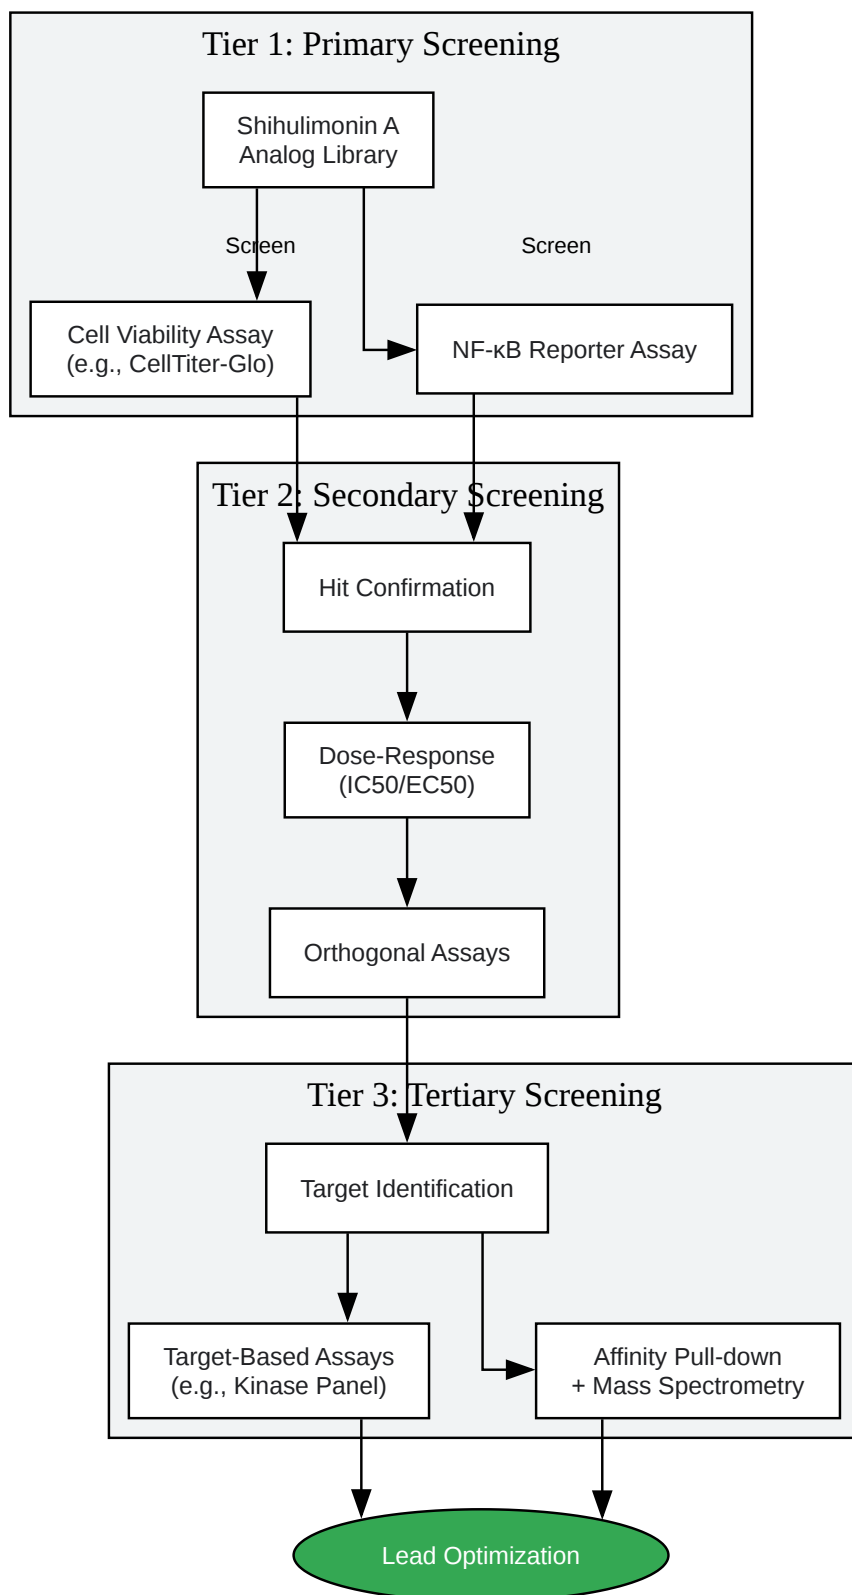 Tier 1: Primary Screening
Shihulimonin A
Analog Library
Screen
Screen
Cell Viability Assay
(e.g., CellTiter-Glo)
NF-κB Reporter Assay
Tier 2: Secondary Screening
Hit Confirmation
Dose-Response
(IC50/EC50)
Orthogonal Assays
Tier 3: Tertiary Screening
Target Identification
Target-Based Assays
(e.g., Kinase Panel)
Affinity Pull-down
+ Mass Spectrometry
Lead Optimization